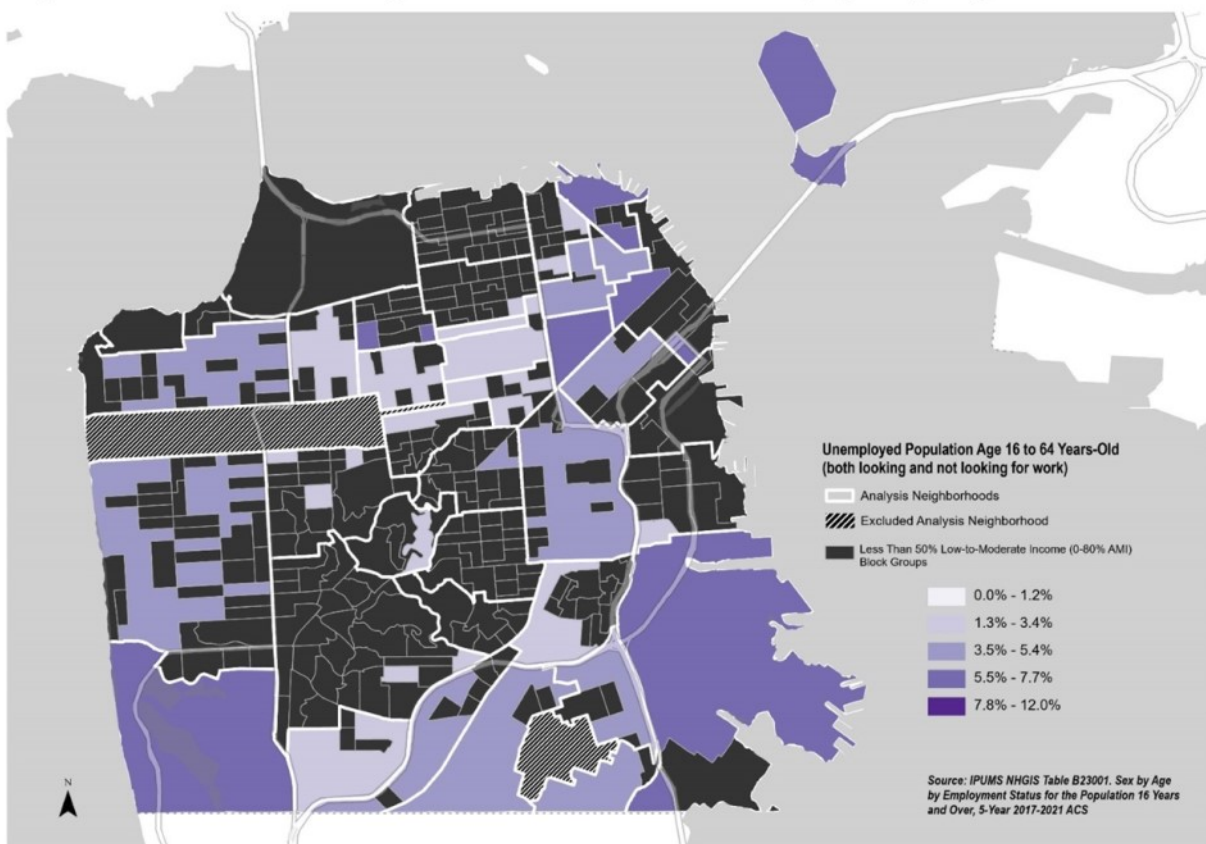 Unemployed Population Age 16 to 64 Years-Old
(both looking and not looking for work)
Analysis Neighborhoods
Excluded Analysis Neighborhood
Less Than 50% Low-to-Moderate Income (0-80% AMI)
Block Groups
0.0% - 1.2%
1.3% - 3.4%
3.5% - 5.4%
5.5% - 7.7%
7.8% - 12.0%
N
Source: IPUMS NHGIS Table B23001. Sex by Age
by Employment Status for the Population 16 Years
and Over, 5-Year 2017-2021 ACS